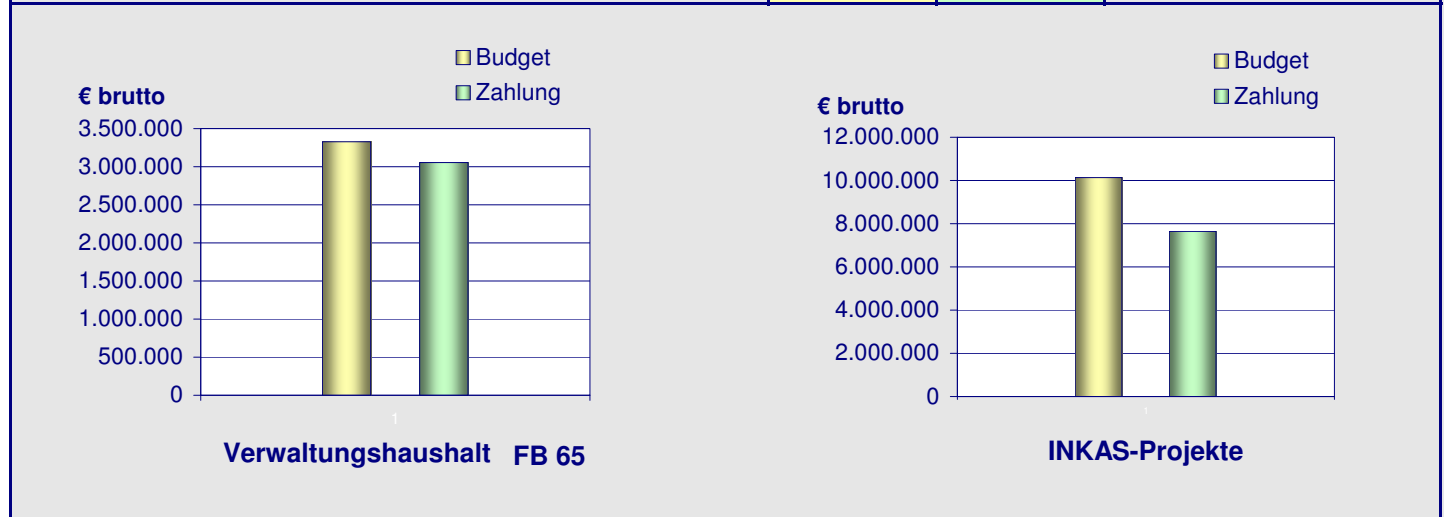 Budget
Zahlung
€ brutto
3.500.000
3.000.000
2.500.000
2.000.000
1.500.000
1.000.000
500.000
0
1
Verwaltungshaushalt FB 65
Budget
Zahlung
€ brutto
12.000.000
10.000.000
8.000.000
6.000.000
4.000.000
2.000.000
0
1
INKAS-Projekte